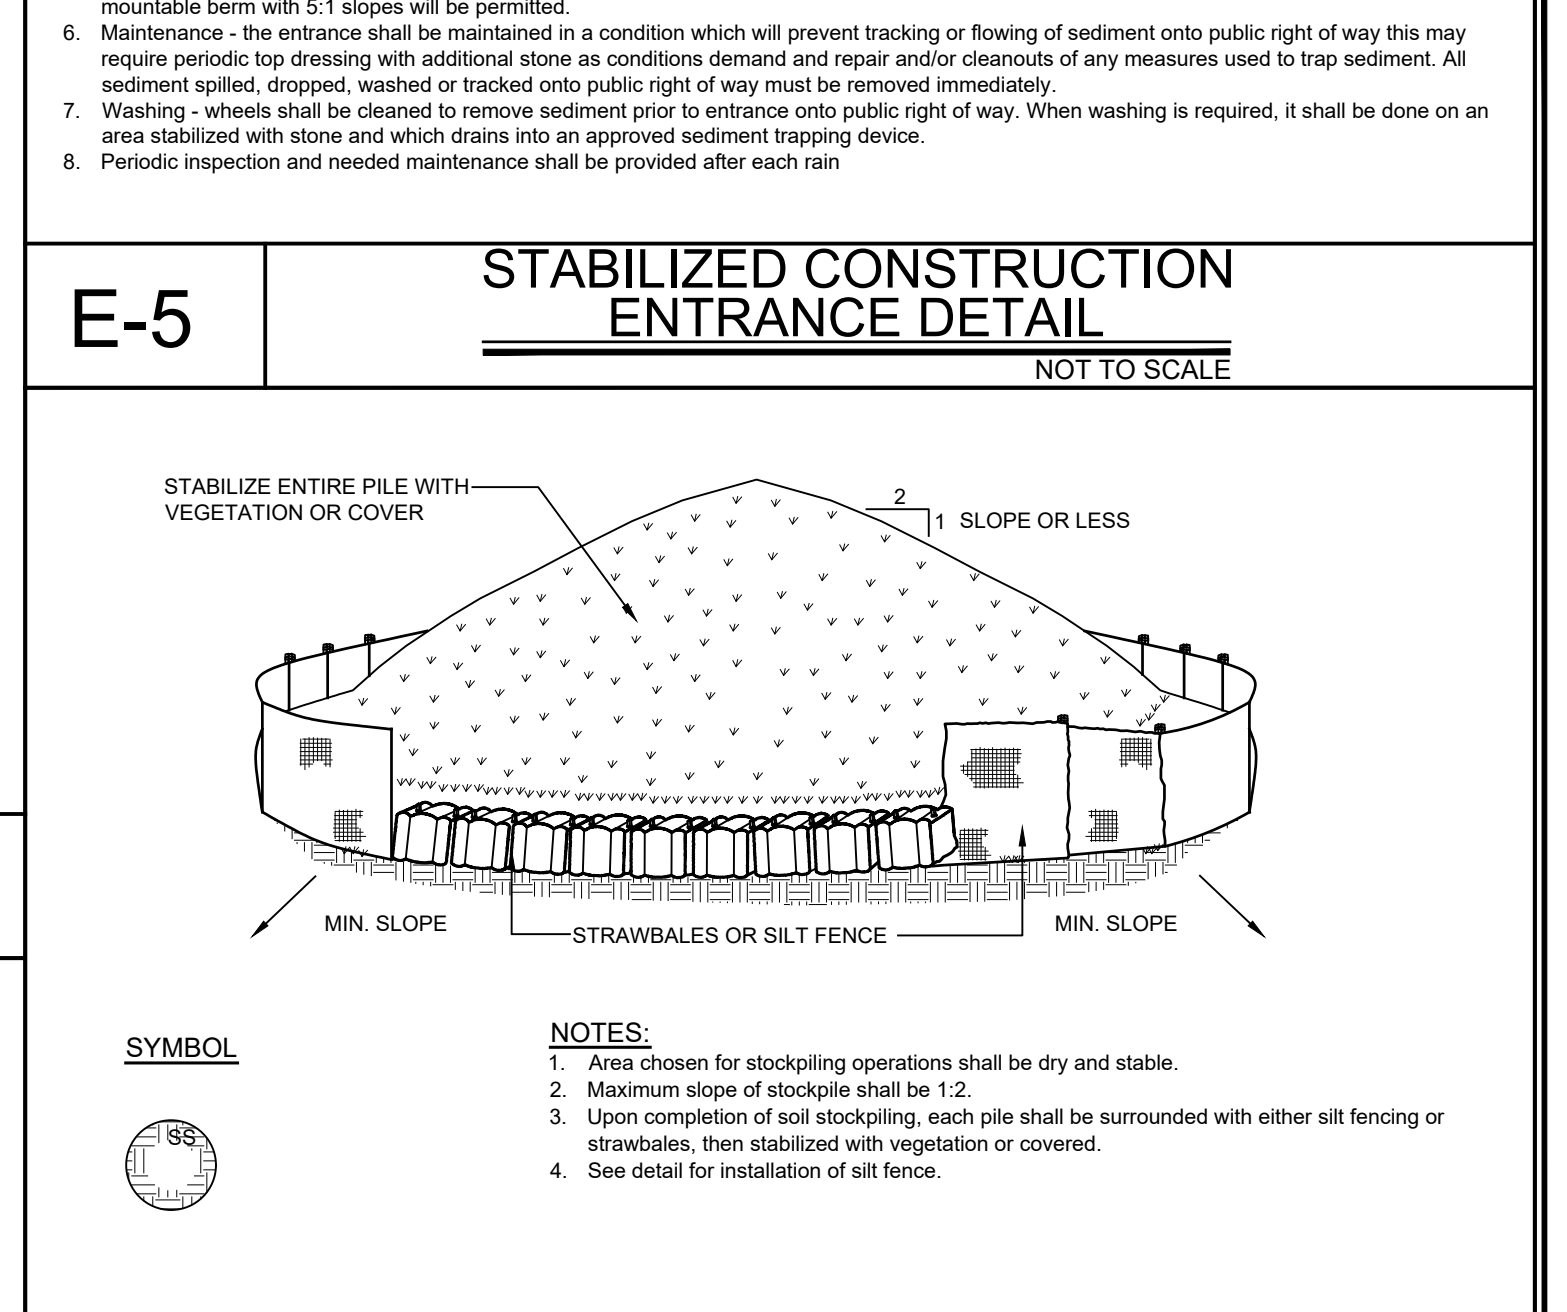 mountable berm with 5:1 slopes will be permitted.
6. Maintenance - the entrance shall be maintained in a condition which will prevent tracking or flowing of sediment onto public right of way this may
require periodic top dressing with additional stone as conditions demand and repair and/or cleanouts of any measures used to trap sediment. All
sediment spilled, dropped, washed or tracked onto public right of way must be removed immediately.
7. Washing - wheels shall be cleaned to remove sediment prior to entrance onto public right of way. When washing is required, it shall be done on an
area stabilized with stone and which drains into an approved sediment trapping device.
8. Periodic inspection and needed maintenance shall be provided after each rain
E-5
STABILIZED CONSTRUCTION
ENTRANCE DETAIL
NOT TO SCALE
STABILIZE ENTIRE PILE WITH
VEGETATION OR COVER
2
1 SLOPE OR LESS
MIN. SLOPE
STRAWBALES OR SILT FENCE
MIN. SLOPE
SYMBOL
SS
NOTES:
1. Area chosen for stockpiling operations shall be dry and stable.
2. Maximum slope of stockpile shall be 1:2.
3. Upon completion of soil stockpiling, each pile shall be surrounded with either silt fencing or
strawbales, then stabilized with vegetation or covered.
4. See detail for installation of silt fence.